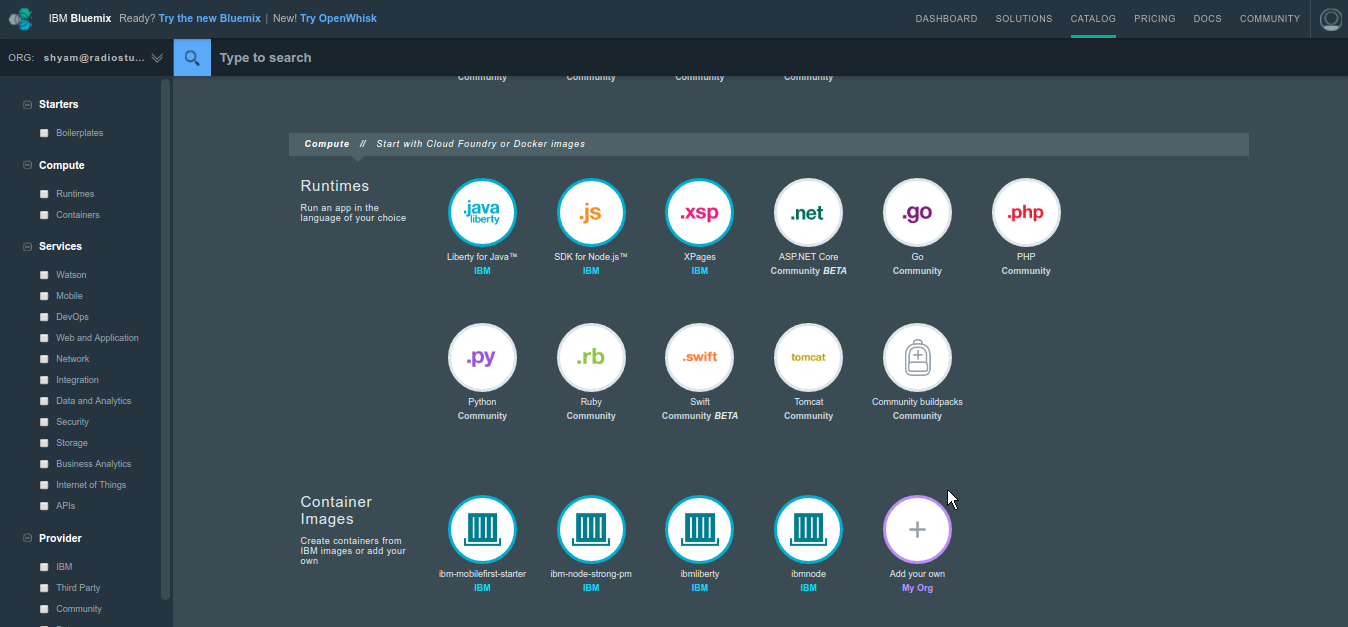 IBM Bluemix Ready? Try the new Bluemix | New! Try OpenWhisk
DASHBOARD SOLUTIONS CATALOG PRICING DOCS COMMUNITY
ORG: shyam@radiostu...
Type to search
Starters
Boilerplates
Compute
Runtimes
Containers
Services
Watson
Mobile
DevOps
Web and Application
Network
Integration
Data and Analytics
Security
Storage
Business Analytics
Internet of Things
APIs
Provider
IBM
Third Party
Community
Community Community Community Community
Compute // Start with Cloud Foundry or Docker images
Runtimes
Run an app in the
language of your choice
.java
liberty
Liberty for Java™
IBM
.js
SDK for Node.js™
IBM
.xsp
XPages
IBM
.net
ASP.NET Core
Community BETA
.go
Go
Community
.php
PHP
Community
.py
Python
Community
.rb
Ruby
Community
.swift
Swift
Community BETA
tomcat
Tomcat
Community
Community buildpacks
Community
Container
Images
Create containers from
IBM images or add your
own
ibm-mobilefirst-starter
IBM
ibm-node-strong-pm
IBM
ibmliberty
IBM
ibmnode
IBM
Add your own
My Org